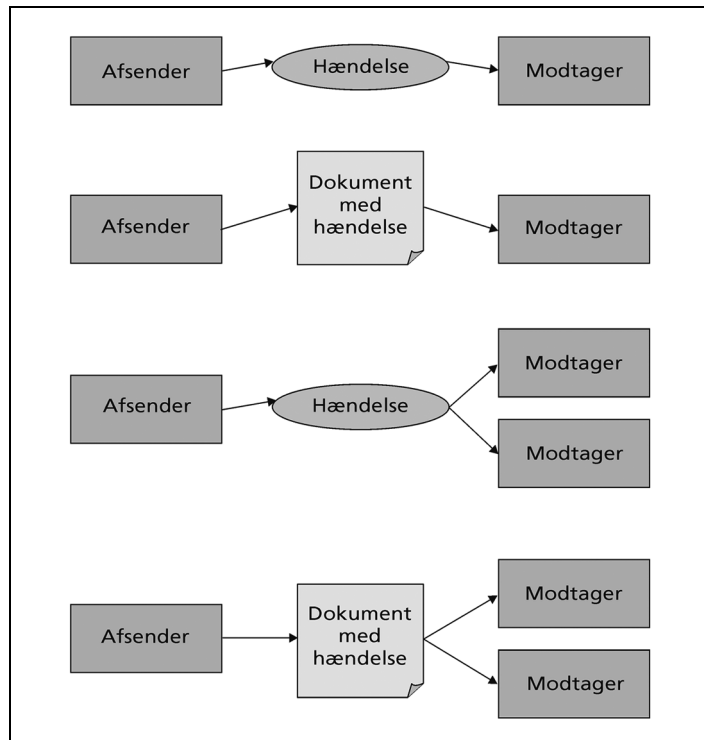 Afsender
Hændelse
Modtager
Afsender
Dokument
med
hændelse
Modtager
Afsender
Hændelse
Modtager
Modtager
Afsender
Dokument
med
hændelse
Modtager
Modtager